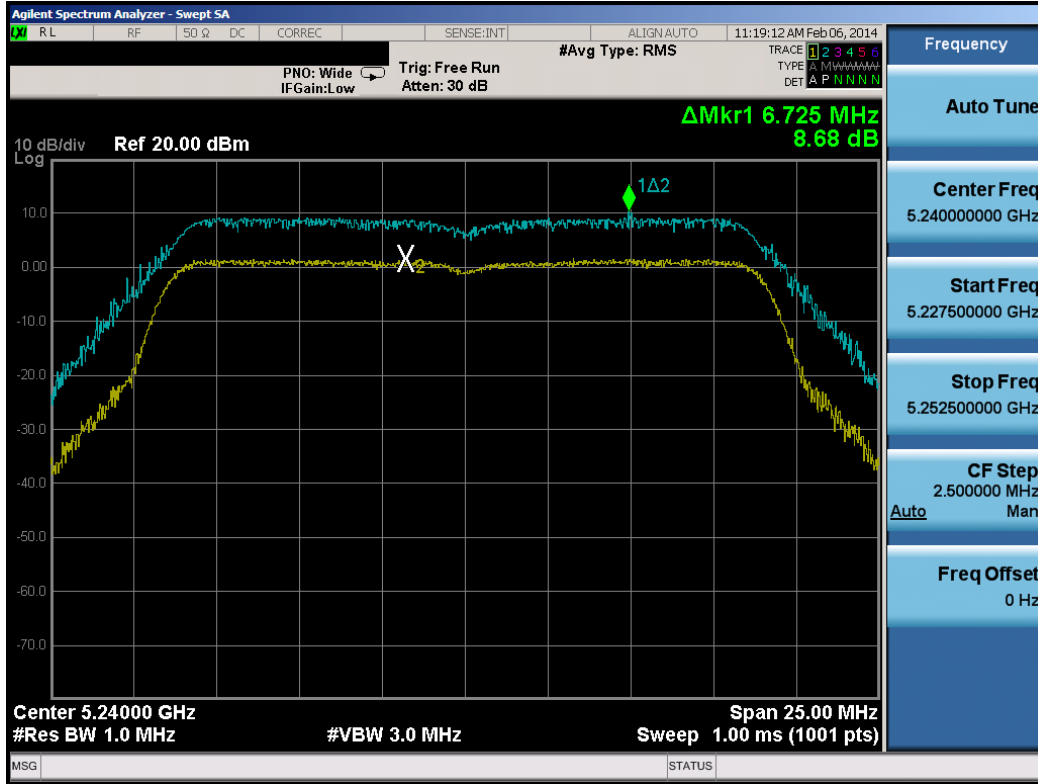 Agilent Spectrum Analyzer - Swept SA
LXI RL RF 50 Ω DC CORREC SENSE:INT ALIGN AUTO 11:19:12 AM Feb 06, 2014
#Avg Type: RMS
TRACE 1 2 3 4 5 6
PNO: Wide Trig: Free Run
TYPE A M W W W W W
IFGain:Low Atten: 30 dB
DET A P N N N N
ΔMkr1 6.725 MHz
8.68 dB
10 dB/div Ref 20.00 dBm
Log
1Δ2
10.0
0.00
X2
-10.0
-20.0
-30.0
-40.0
-50.0
-60.0
-70.0
Center 5.24000 GHz Span 25.00 MHz
#Res BW 1.0 MHz #VBW 3.0 MHz Sweep 1.00 ms (1001 pts)
MSG STATUS
Frequency
Auto Tune
Center Freq
5.240000000 GHz
Start Freq
5.227500000 GHz
Stop Freq
5.252500000 GHz
CF Step
2.500000 MHz
Auto Man
Freq Offset
0 Hz